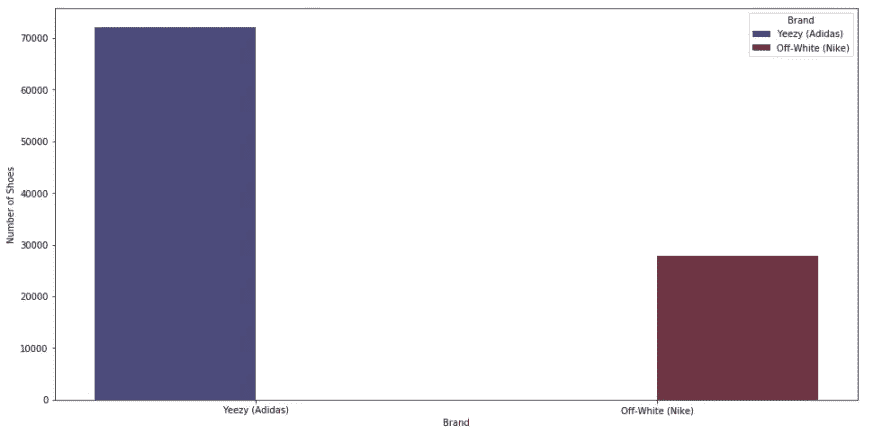 Brand
Yeezy (Adidas)
Off-White (Nike)
70000
60000
50000
40000
30000
20000
10000
0
Number of Shoes
Yeezy (Adidas)
Off-White (Nike)
Brand